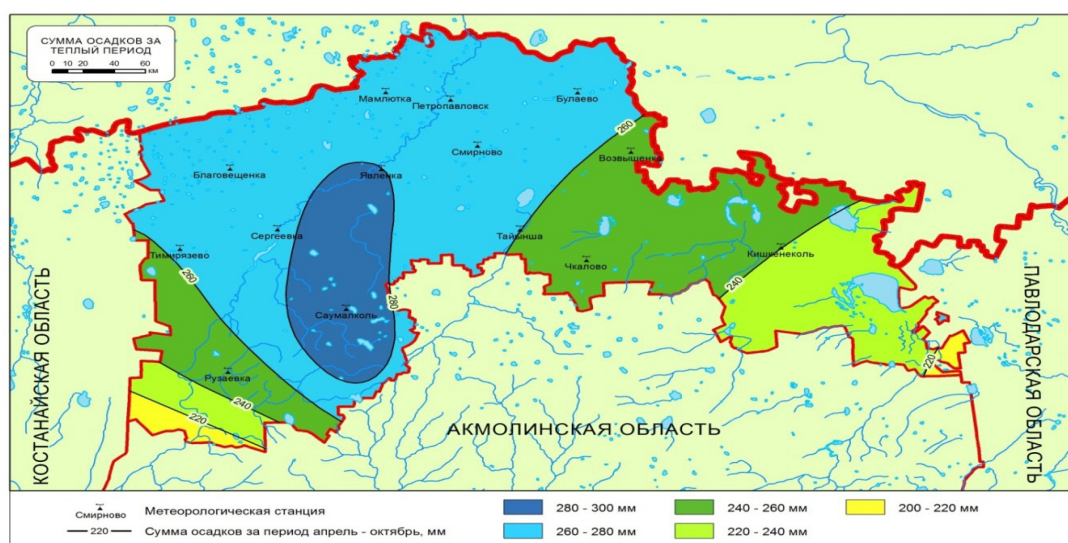 СУММА ОСАДКОВ ЗА
ТЕПЛЫЙ ПЕРИОД
0 10 20 40 60
км
Мамлютка
Петропавловск
Булаево
260
Смирново
Возвышенка
Благовещенка
Явленка
Сергеевка
Тайынша
Тимирязево
Кишкенеколь
Чкалово
260
240
280
Саумалколь
220
Рузаевка
240
220
КОСТАНАЙСКАЯ ОБЛАСТЬ
АКМОЛИНСКАЯ ОБЛАСТЬ
ПАВЛОДАРСКАЯ ОБЛАСТЬ
Смирново
Метеорологическая станция
220
Сумма осадков за период апрель - октябрь, мм
280 - 300 мм
260 - 280 мм
240 - 260 мм
220 - 240 мм
200 - 220 мм